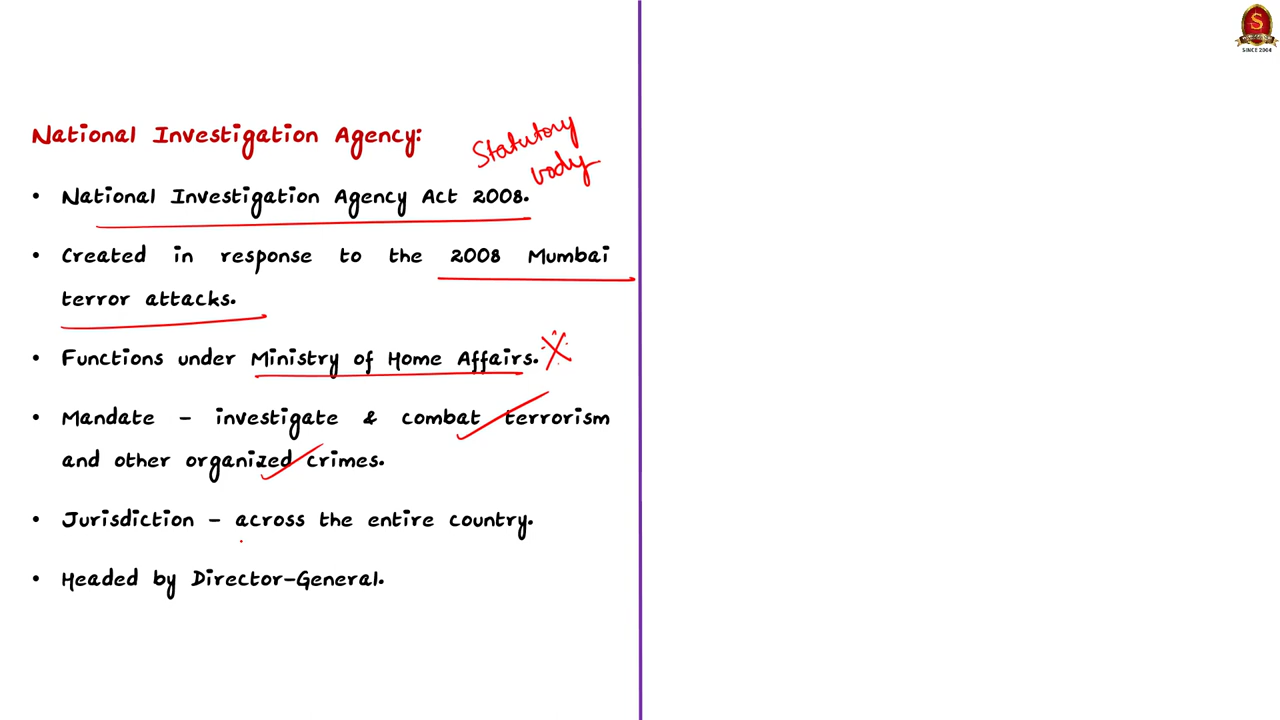 S
SINCE 2004
National Investigation Agency:
Statutory
body
• National Investigation Agency Act 2008.
• Created in response to the 2008 Mumbai
terror attacks.
• Functions under Ministry of Home Affairs.
• Mandate - investigate & combat terrorism
and other organized crimes.
• Jurisdiction - across the entire country.
• Headed by Director-General.